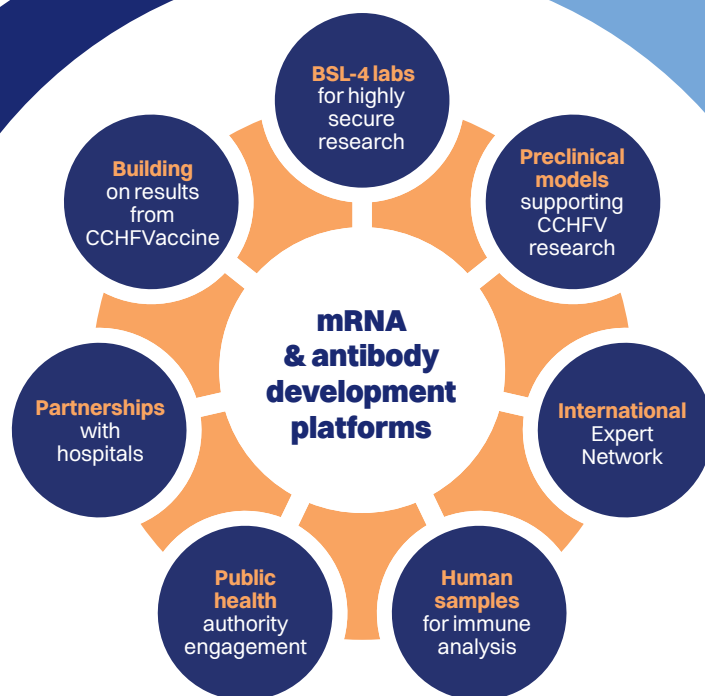 BSL-4 labs
for highly
secure
research
Preclinical
models
supporting
CCHFV
research
International
Expert
Network
Human
samples
for immune
analysis
Public
health
authority
engagement
Partnerships
with
hospitals
Building
on results
from
CCHFVaccine
mRNA
& antibody
development
platforms